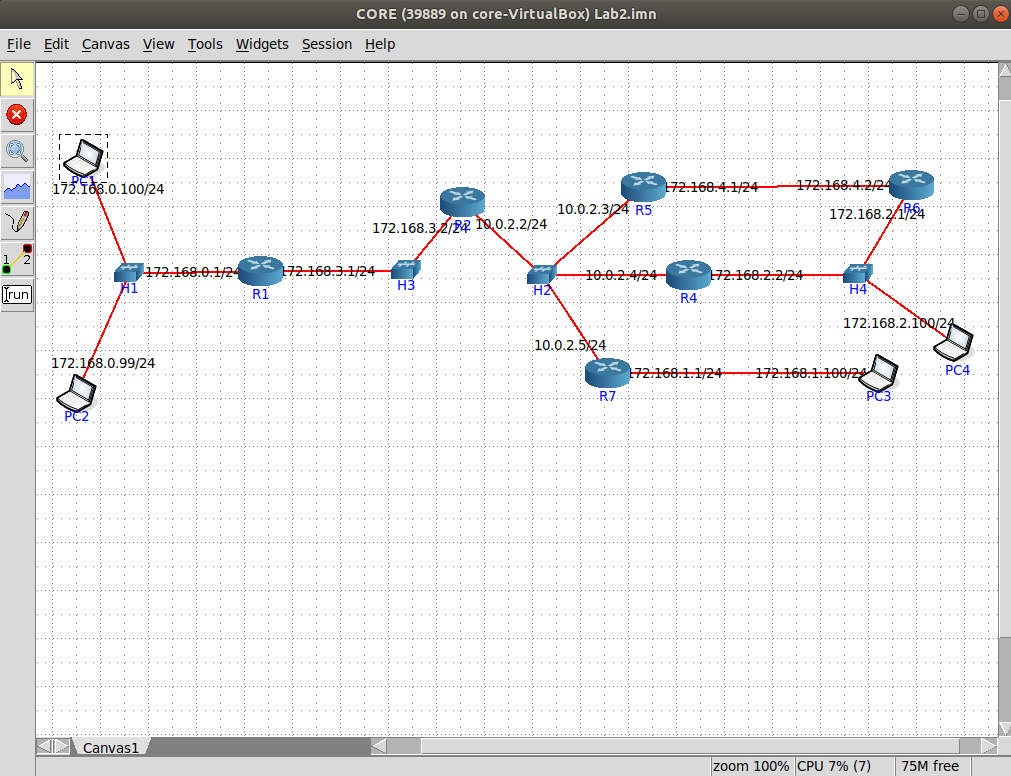 CORE (39889 on core-VirtualBox) Lab2.imn
File Edit Canvas View Tools Widgets Session Help
1 2
run
PC1
172.168.0.100/24
172.168.4.1/24
172.168.4.2/24
R5
R6
10.0.2.3/24
172.168.2.1/24
R2
172.168.3.2/24
10.0.2.2/24
H1
172.168.0.1/24
R1
172.168.3.1/24
H3
H2
10.0.2.4/24
R4
172.168.2.2/24
H4
172.168.2.100/24
10.0.2.5/24
172.168.0.99/24
PC2
R7
172.168.1.1/24
172.168.1.100/24
PC3
PC4
Canvas1
zoom 100% CPU 7% (7) 75M free